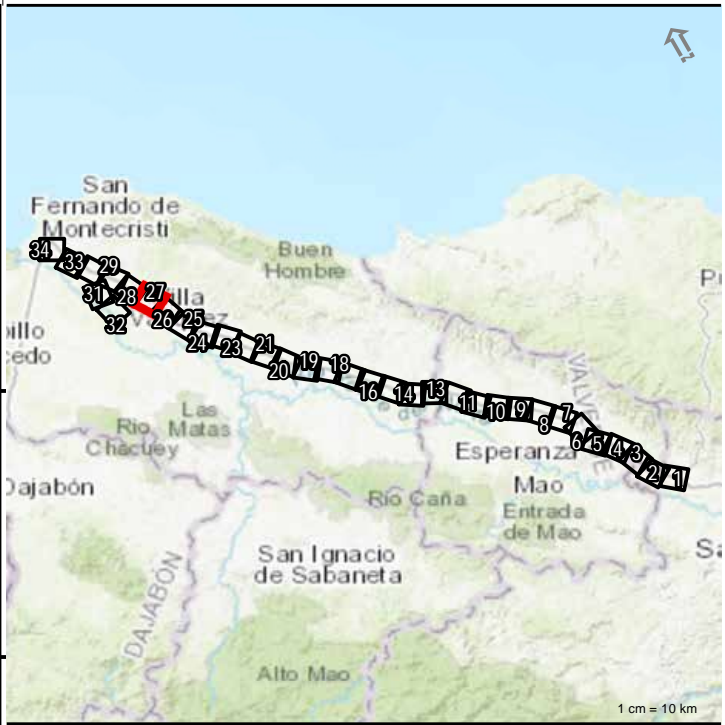 San
Fernando de
Montecristi
Buen
Hombre
34
33
29
31
28
27
32
26
25
24
23
21
20
19
18
16
14
13
11
10
9
8
7
6
5
4
3
2
1
Las
Matas
Rio
Chacuey
Dajabón
Esperanza
Mao
Entrada
de Mao
Río Caña
San Ignacio
de Sabaneta
DAJABÓN
Alto Mao
1 cm = 10 km